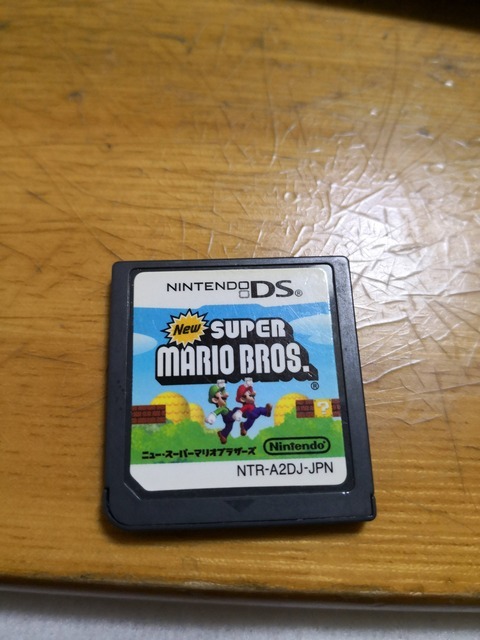 NINTENDO DS®
New SUPER
MARIO BROS.®
?
ニュー・スーパーマリオブラザーズ
Nintendo®
NTR-A2DJ-JPN